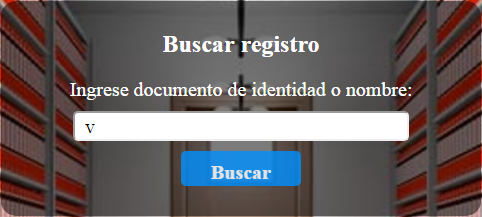 Buscar registro
Ingrese documento de identidad o nombre:
v
Buscar